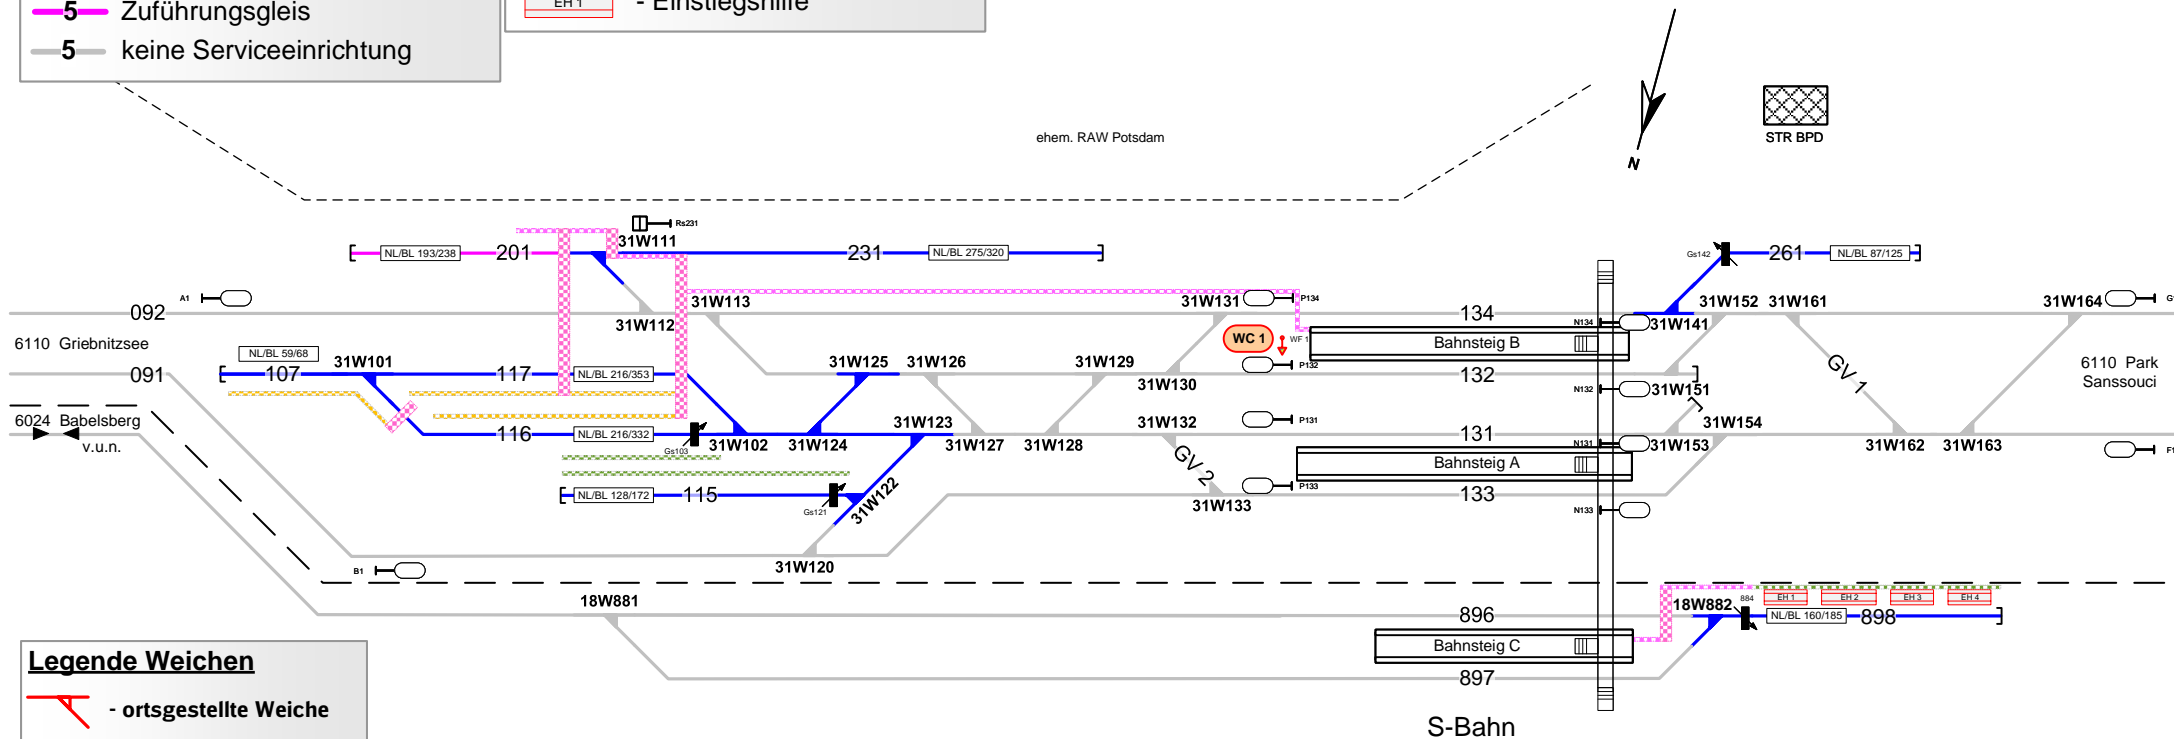 5 Zuführungsgleis
5 keine Serviceeinrichtung
EH 1 - Einstiegshilfe
ehem. RAW Potsdam
N
STR BPD
Rs231
31W111
NL/BL 193/238
201
231
NL/BL 275/320
Gs142
261
NL/BL 87/125
A1
092
31W112
31W113
31W131
P134
134
N134
31W141
31W152
31W161
31W164
6110 Griebnitzsee
WC 1
WF 1
Bahnsteig B
NL/BL 59/68
31W101
31W125
31W126
31W129
P132
6110 Park
Sanssouci
091
107
117
NL/BL 216/353
31W130
132
N132
31W151
GV 1
6024 Babelsberg
v.u.n.
116
NL/BL 216/332
Gs103
31W102
31W124
31W123
31W127
31W128
31W132
P131
131
N131
31W153
31W154
31W162
31W163
GV 2
Bahnsteig A
NL/BL 128/172
115
Gs121
31W122
31W133
P133
133
N133
31W120
B1
18W881
896
18W882
884
EH 1
EH 2
EH 3
EH 4
NL/BL 160/185
898
Bahnsteig C
897
S-Bahn
Legende Weichen
- ortsgestellte Weiche